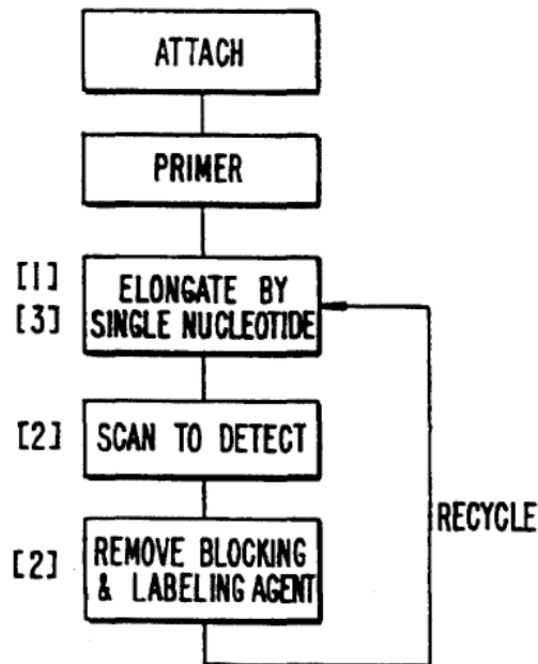 ATTACH
PRIMER
[1]
[3]
ELONGATE BY
SINGLE NUCLEOTIDE
[2]
SCAN TO DETECT
[2]
REMOVE BLOCKING
& LABELING AGENT
RECYCLE